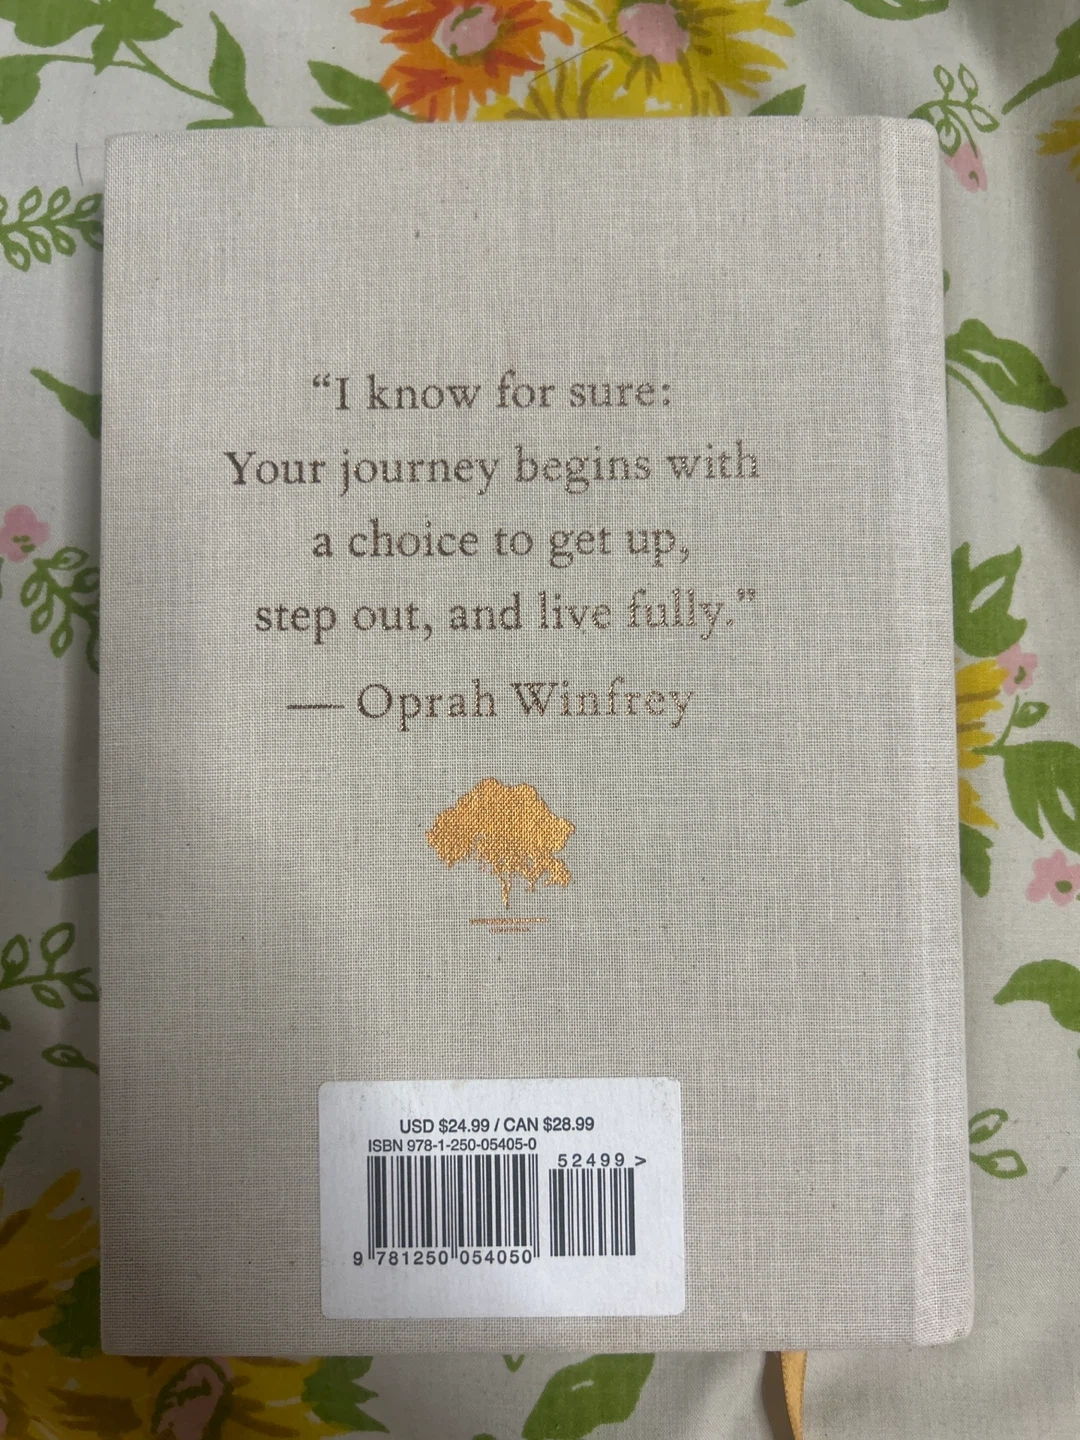 “I know for sure:
Your journey begins with
a choice to get up,
step out, and live fully.”
— Oprah Winfrey
USD $24.99 / CAN $28.99
ISBN 978-1-250-05405-0
52499 >
9 781250 054050